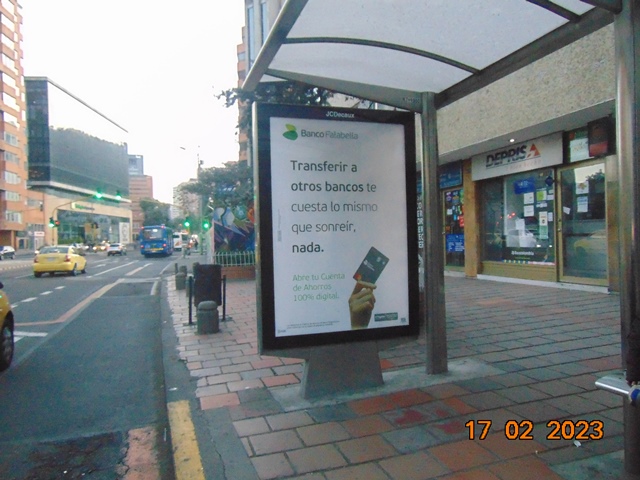 JCDecaux
Banco Falabella
Transferir a
otros bancos te
cuesta lo mismo
que sonreir,
nada.
Abre tu Cuenta
de Ahorros
100% digital.
DEPRISA
17 02 2023